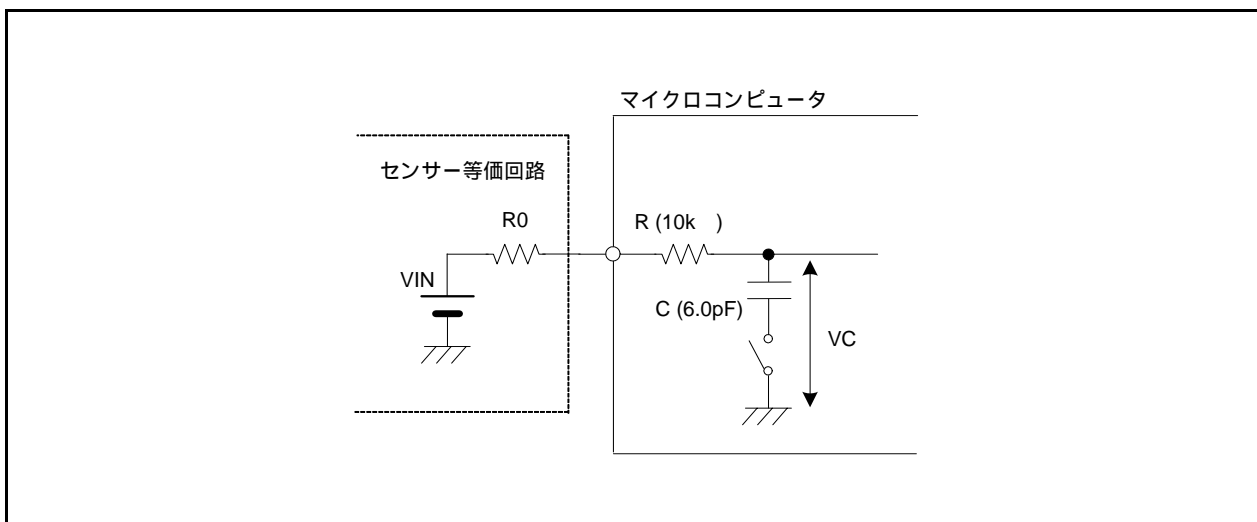 マイクロコンピュータ
センサー等価回路
R0
R (10k )
VIN
C (6.0pF)
VC